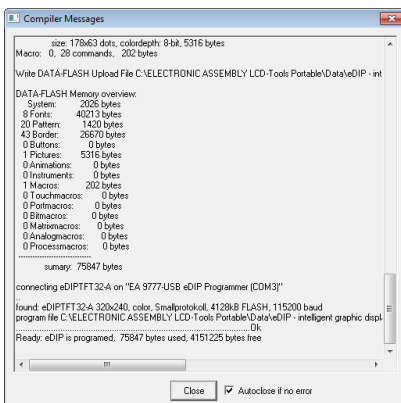 Compiler Messages
size: 178x63 dots, colordepth: 8-bit, 5316 bytes
Macro: 0, 28 commands, 202 bytes
Write DATA-FLASH Upload File C:\ELECTRONIC ASSEMBLY LCD-Tools Portable\Data\eDIP - int
DATA-FLASH Memory overview:
System: 2026 bytes
8 Fonts: 40213 bytes
20 Pattern: 1420 bytes
43 Border: 26670 bytes
0 Buttons: 0 bytes
1 Pictures: 5316 bytes
0 Animations: 0 bytes
0 Instruments: 0 bytes
1 Macros: 202 bytes
0 Touchmacros: 0 bytes
0 Portmacros: 0 bytes
0 Bitmacros: 0 bytes
0 Matrixmacros: 0 bytes
0 Analogmacros: 0 bytes
0 Processmacros: 0 bytes
------------------------------
sumary: 75847 bytes
connecting eDIPTFT32-A on "EA 9777-USB eDIP Programmer (COM3)"
..
found: eDIPTFT32-A 320x240, color, Smallprotokoll, 4128kB FLASH, 115200 baud
program file C:\ELECTRONIC ASSEMBLY LCD-Tools Portable\Data\eDIP - intelligent graphic displ
..........................................................................................Ok
Ready: eDIP is programed, 75847 bytes used, 4151225 bytes free
Close Autoclose if no error